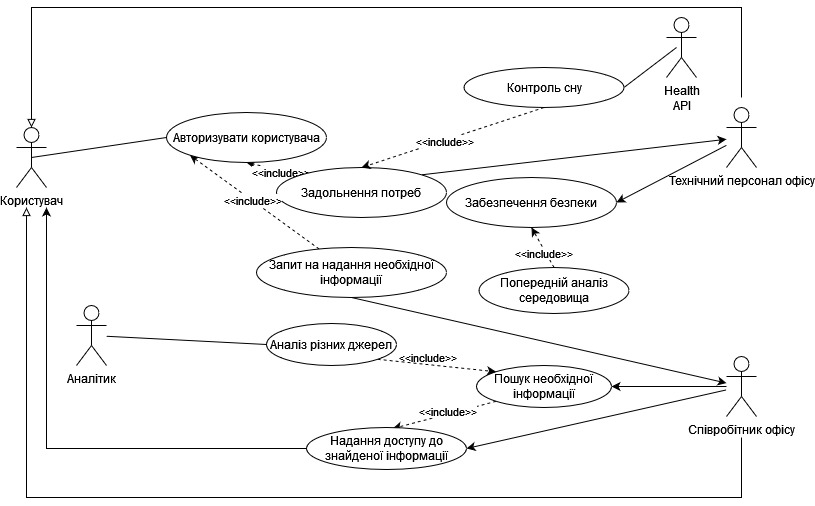 Контроль сну
Health
API
<<include>>
Авторизувати користувача
<<include>>
Технічний персонал офісу
Задольнення потреб
Користувач
<<include>>
Забезпечення безпеки
<<include>>
Запит на надання необхідної
інформації
Попередній аналіз
середовища
Аналіз різних джерел
<<include>>
Аналітик
Пошук необхідної
інформації
<<include>>
Співробітник офісу
Надання доступу до
знайденої інформації